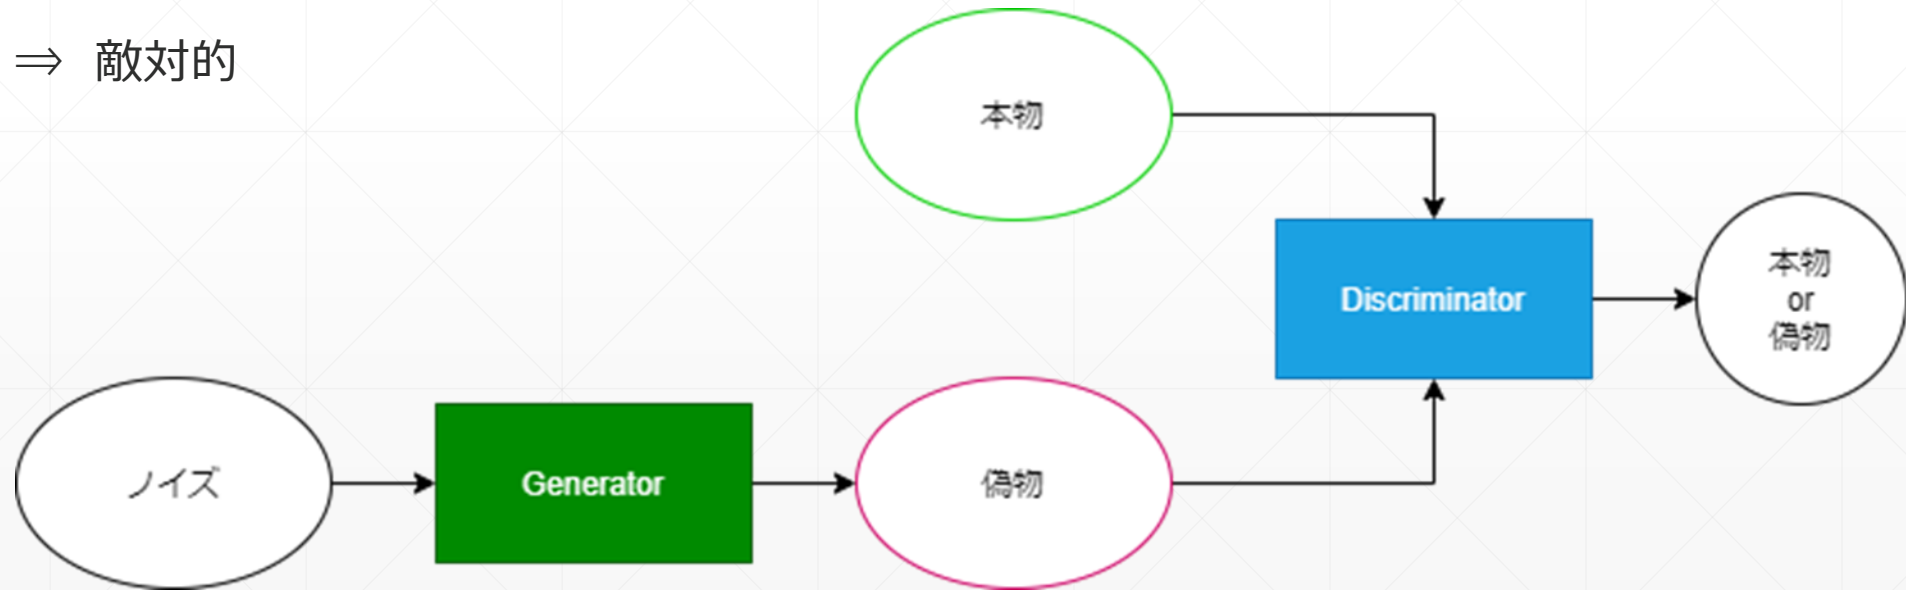 ⇒ 敵対的
本物
Discriminator
本物
or
偽物
ノイズ
Generator
偽物